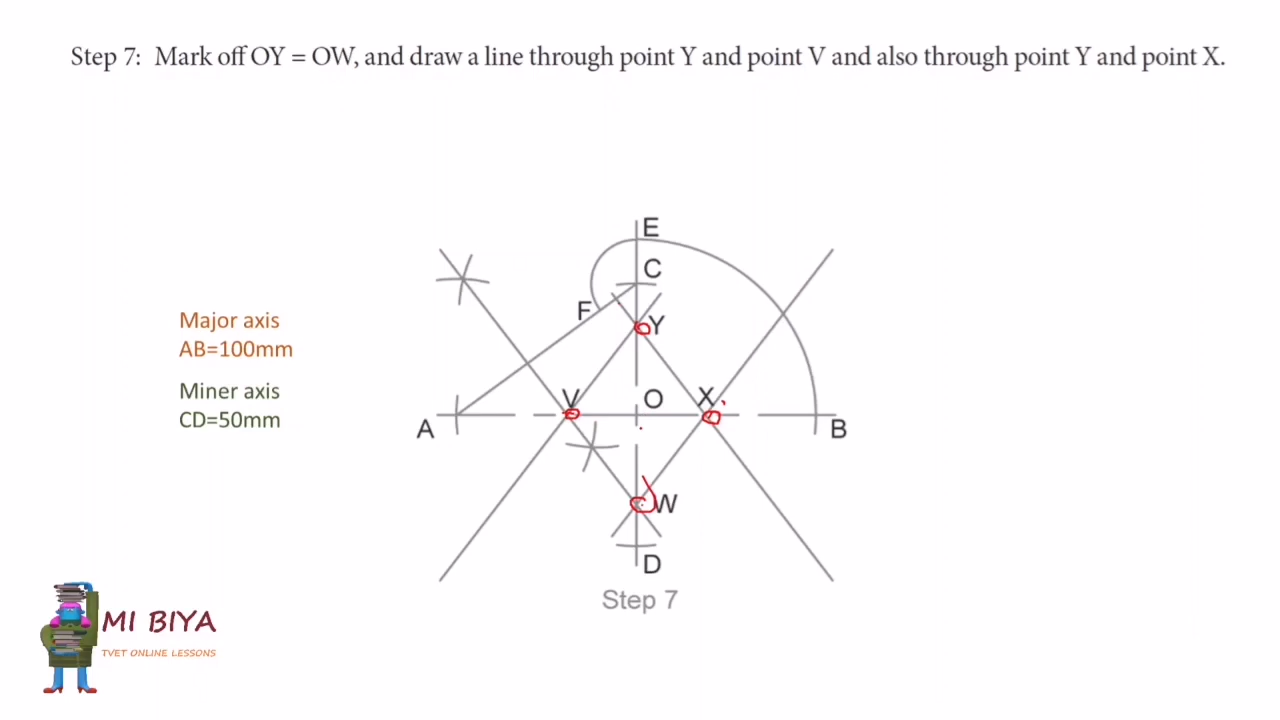 Step 7: Mark off OY = OW, and draw a line through point Y and point V and also through point Y and point X.
E
C
F
Y
Major axis
AB=100mm
Miner axis
CD=50mm
V
O
X
A
B
W
D
Step 7
MI BIYA
TVET ONLINE LESSONS